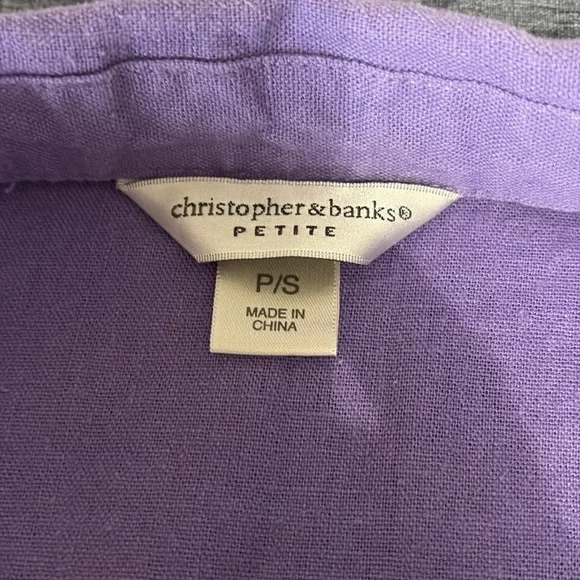 christopher&banks®
PETITE
P/S
MADE IN
CHINA